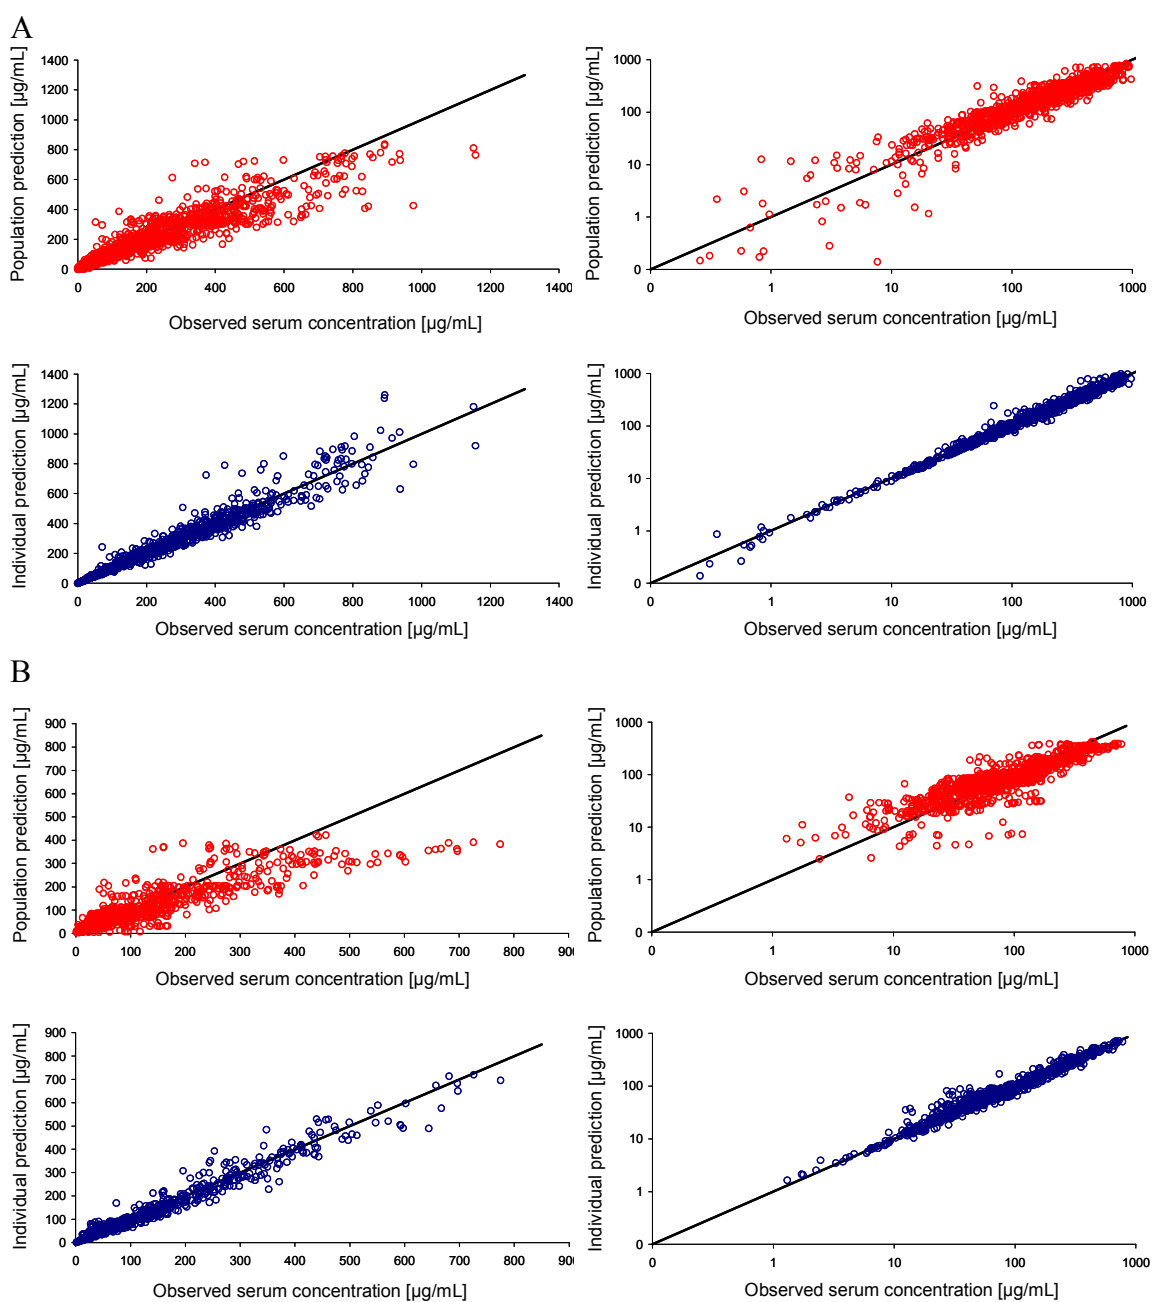 A
Population prediction [µg/mL]
1400
1200
1000
800
600
400
200
0
0 200 400 600 800 1000 1200 1400
Observed serum concentration [µg/mL]
Population prediction [µg/mL]
1000
100
10
1
0
0 1 10 100 1000
Observed serum concentration [µg/mL]
Individual prediction [µg/mL]
1400
1200
1000
800
600
400
200
0
0 200 400 600 800 1000 1200 1400
Observed serum concentration [µg/mL]
Individual prediction [µg/mL]
1000
100
10
1
0
0 1 10 100 1000
Observed serum concentration [µg/mL]
B
Population prediction [µg/mL]
900
800
700
600
500
400
300
200
100
0
0 100 200 300 400 500 600 700 800 90
Observed serum concentration [µg/mL]
Population prediction [µg/mL]
1000
100
10
1
0
0 1 10 100 1000
Observed serum concentration [µg/mL]
Individual prediction [µg/mL]
900
800
700
600
500
400
300
200
100
0
0 100 200 300 400 500 600 700 800 90
Observed serum concentration [µg/mL]
Individual prediction [µg/mL]
1000
100
10
1
0
0 1 10 100 1000
Observed serum concentration [µg/mL]